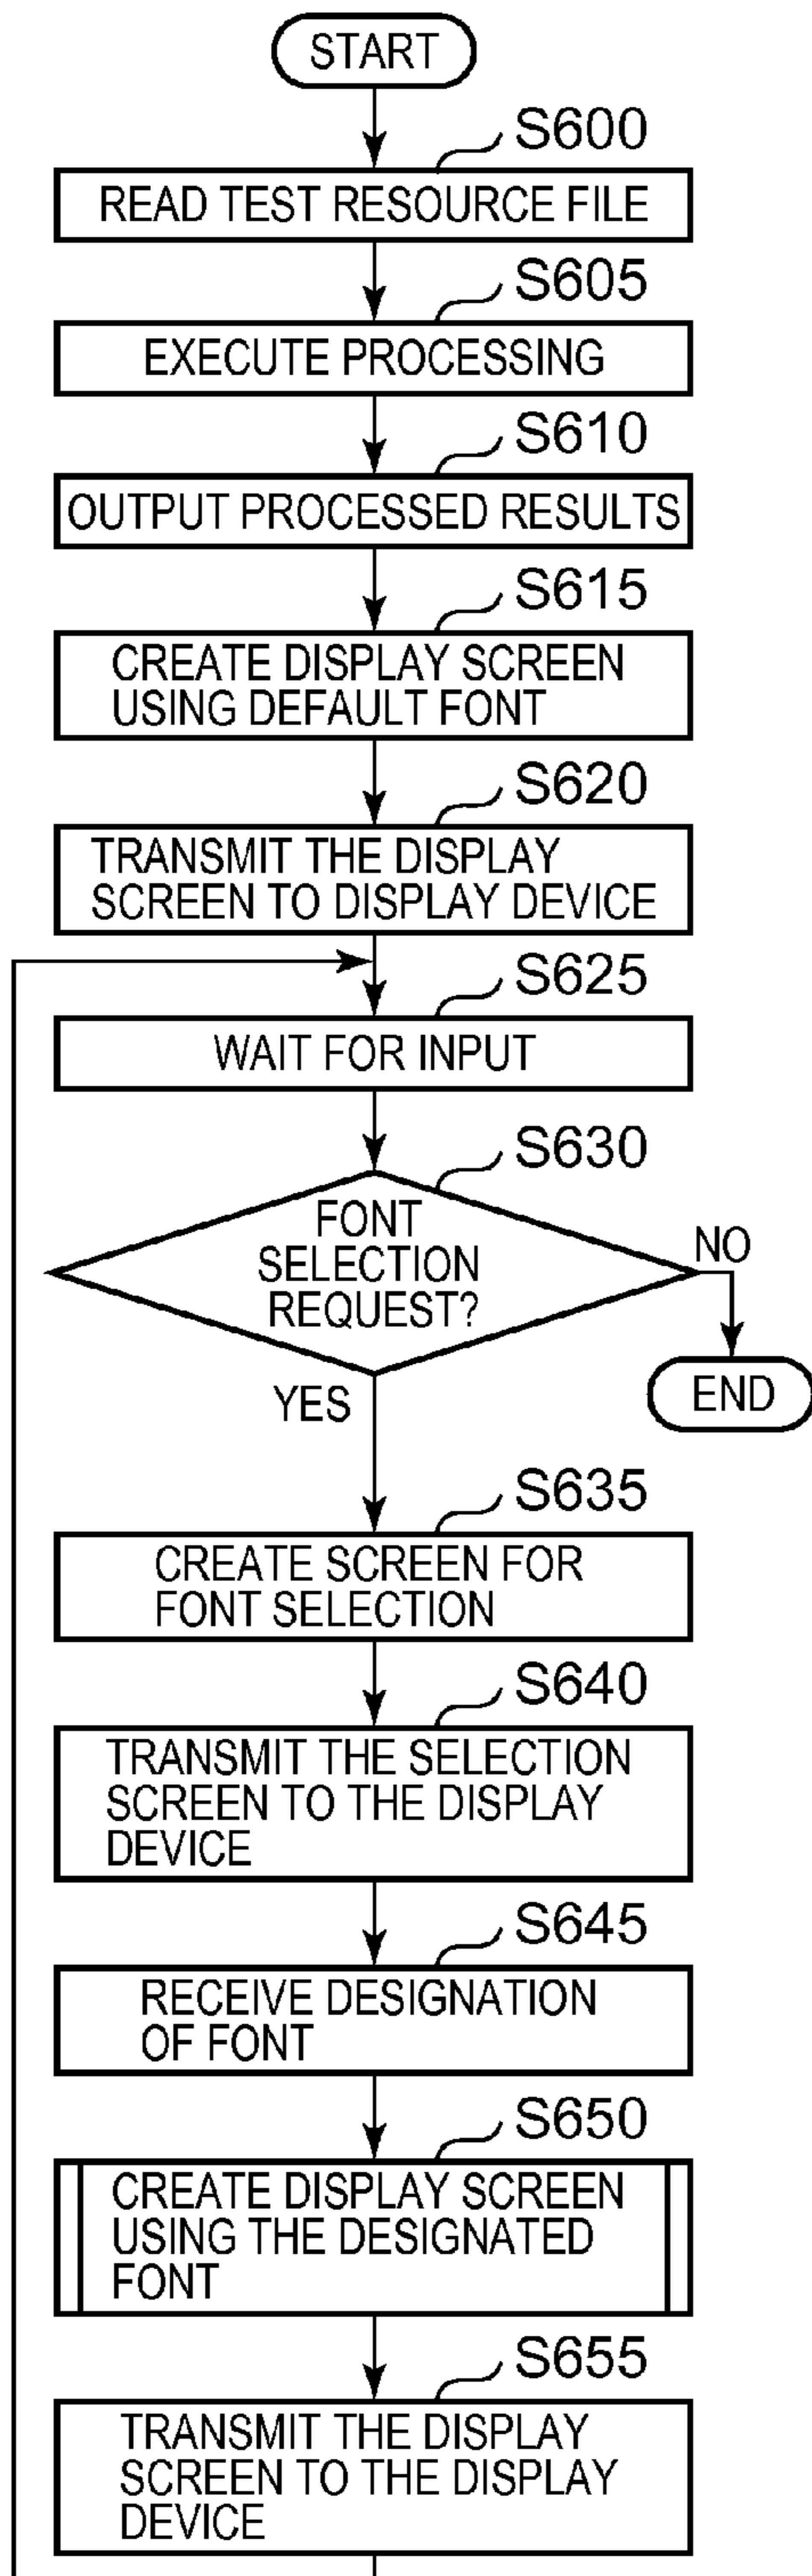 START
S600
READ TEST RESOURCE FILE
S605
EXECUTE PROCESSING
S610
OUTPUT PROCESSED RESULTS
S615
CREATE DISPLAY SCREEN
USING DEFAULT FONT
S620
TRANSMIT THE DISPLAY
SCREEN TO DISPLAY DEVICE
S625
WAIT FOR INPUT
S630
FONT
SELECTION
REQUEST?
NO
END
YES
S635
CREATE SCREEN FOR
FONT SELECTION
S640
TRANSMIT THE SELECTION
SCREEN TO THE DISPLAY
DEVICE
S645
RECEIVE DESIGNATION
OF FONT
S650
CREATE DISPLAY SCREEN
USING THE DESIGNATED
FONT
S655
TRANSMIT THE DISPLAY
SCREEN TO THE DISPLAY
DEVICE